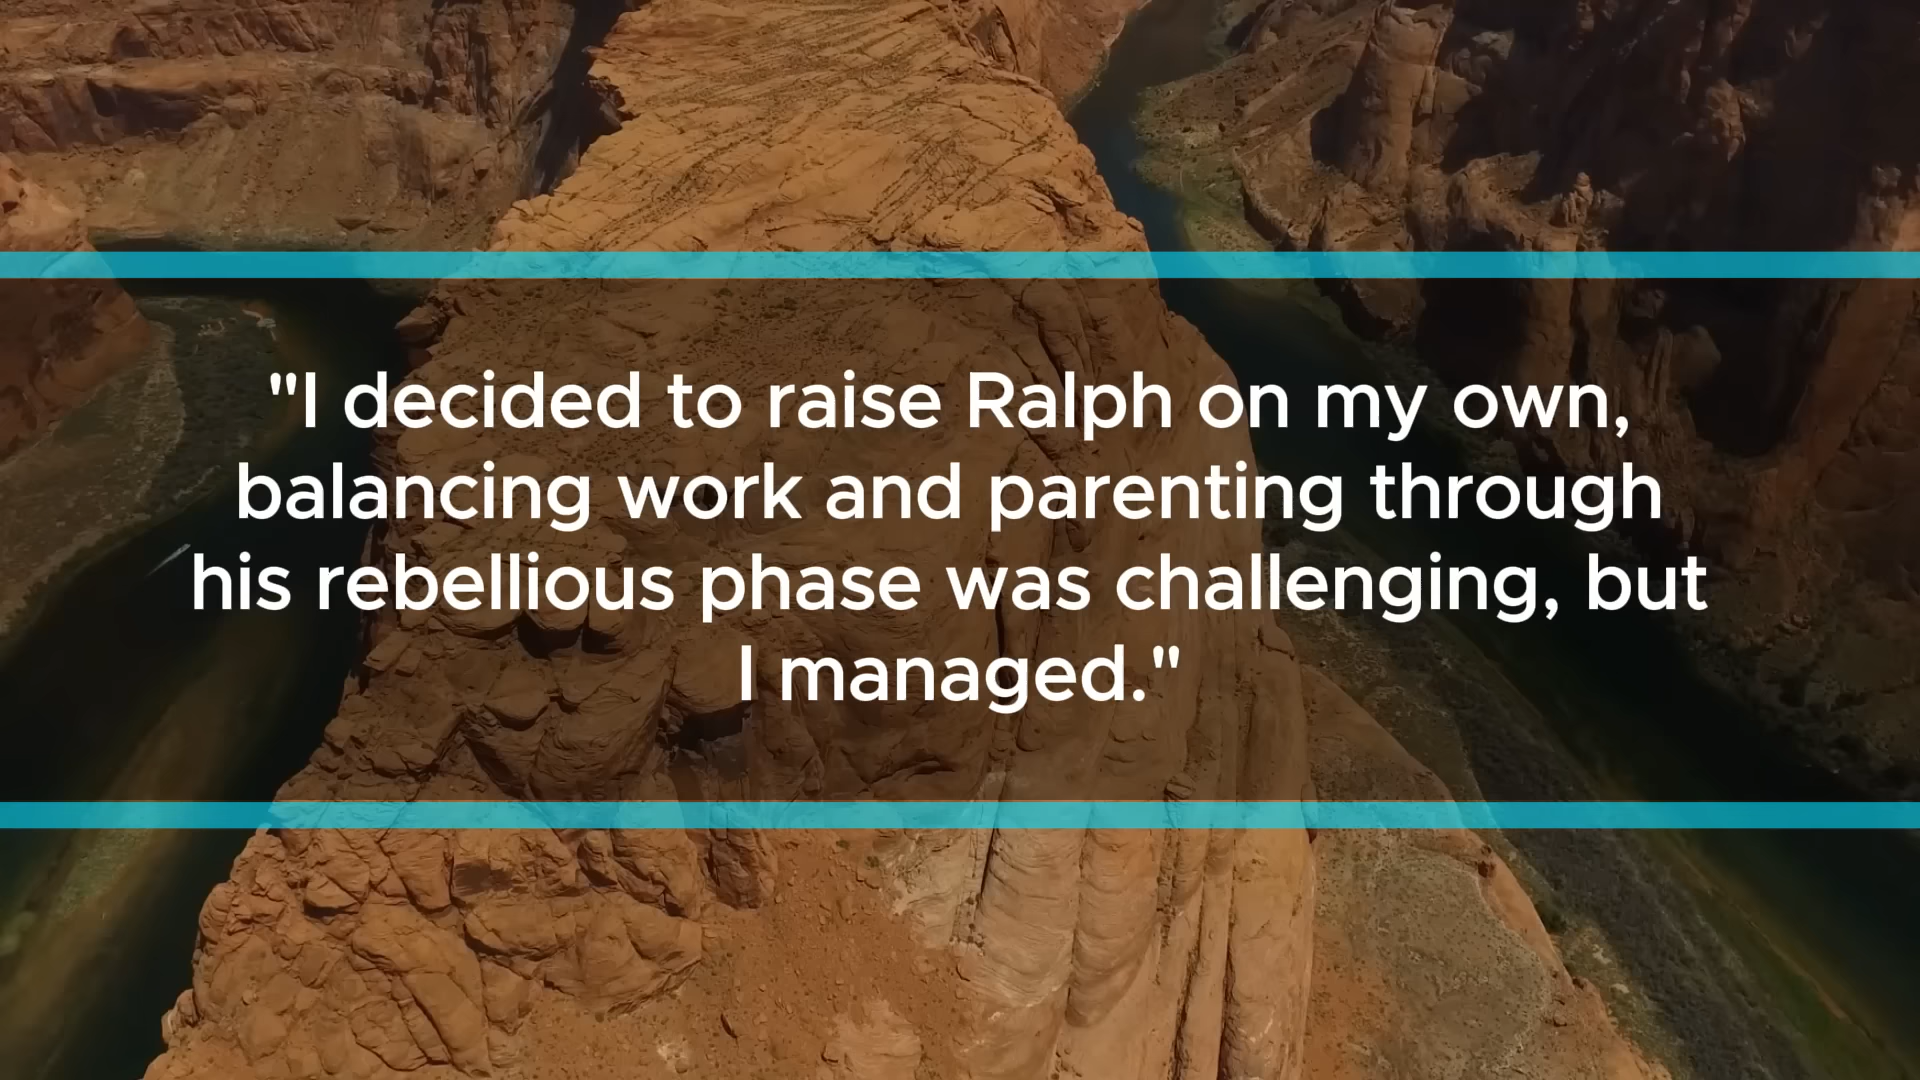 "I decided to raise Ralph on my own,
balancing work and parenting through
his rebellious phase was challenging, but
I managed."